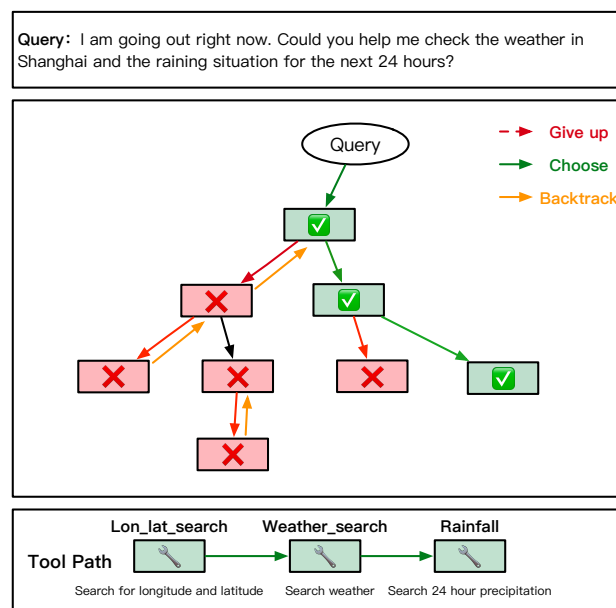 Query: I am going out right now. Could you help me check the weather in
Shanghai and the raining situation for the next 24 hours?
Query
Give up
Choose
Backtrack
Lon_lat_search Weather_search Rainfall
Tool Path
Search for longitude and latitude Search weather Search 24 hour precipitation